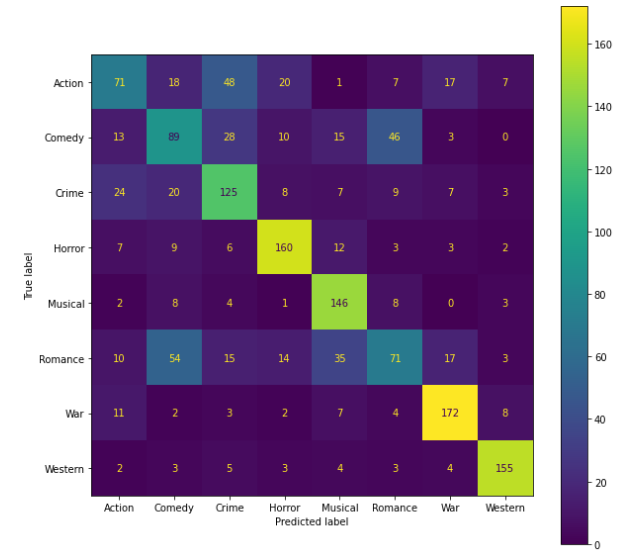 Action 71 18 48 20 1 7 17 7
Comedy 13 89 28 10 15 46 3 0
Crime 24 20 125 8 7 9 7 3
Horror 7 9 6 160 12 3 3 2
Musical 2 8 4 1 146 8 0 3
Romance 10 54 15 14 35 71 17 3
War 11 2 3 2 7 4 172 8
Western 2 3 5 3 4 3 4 155
Action Comedy Crime Horror Musical Romance War Western
Predicted label
True label
160
140
120
100
80
60
40
20
0